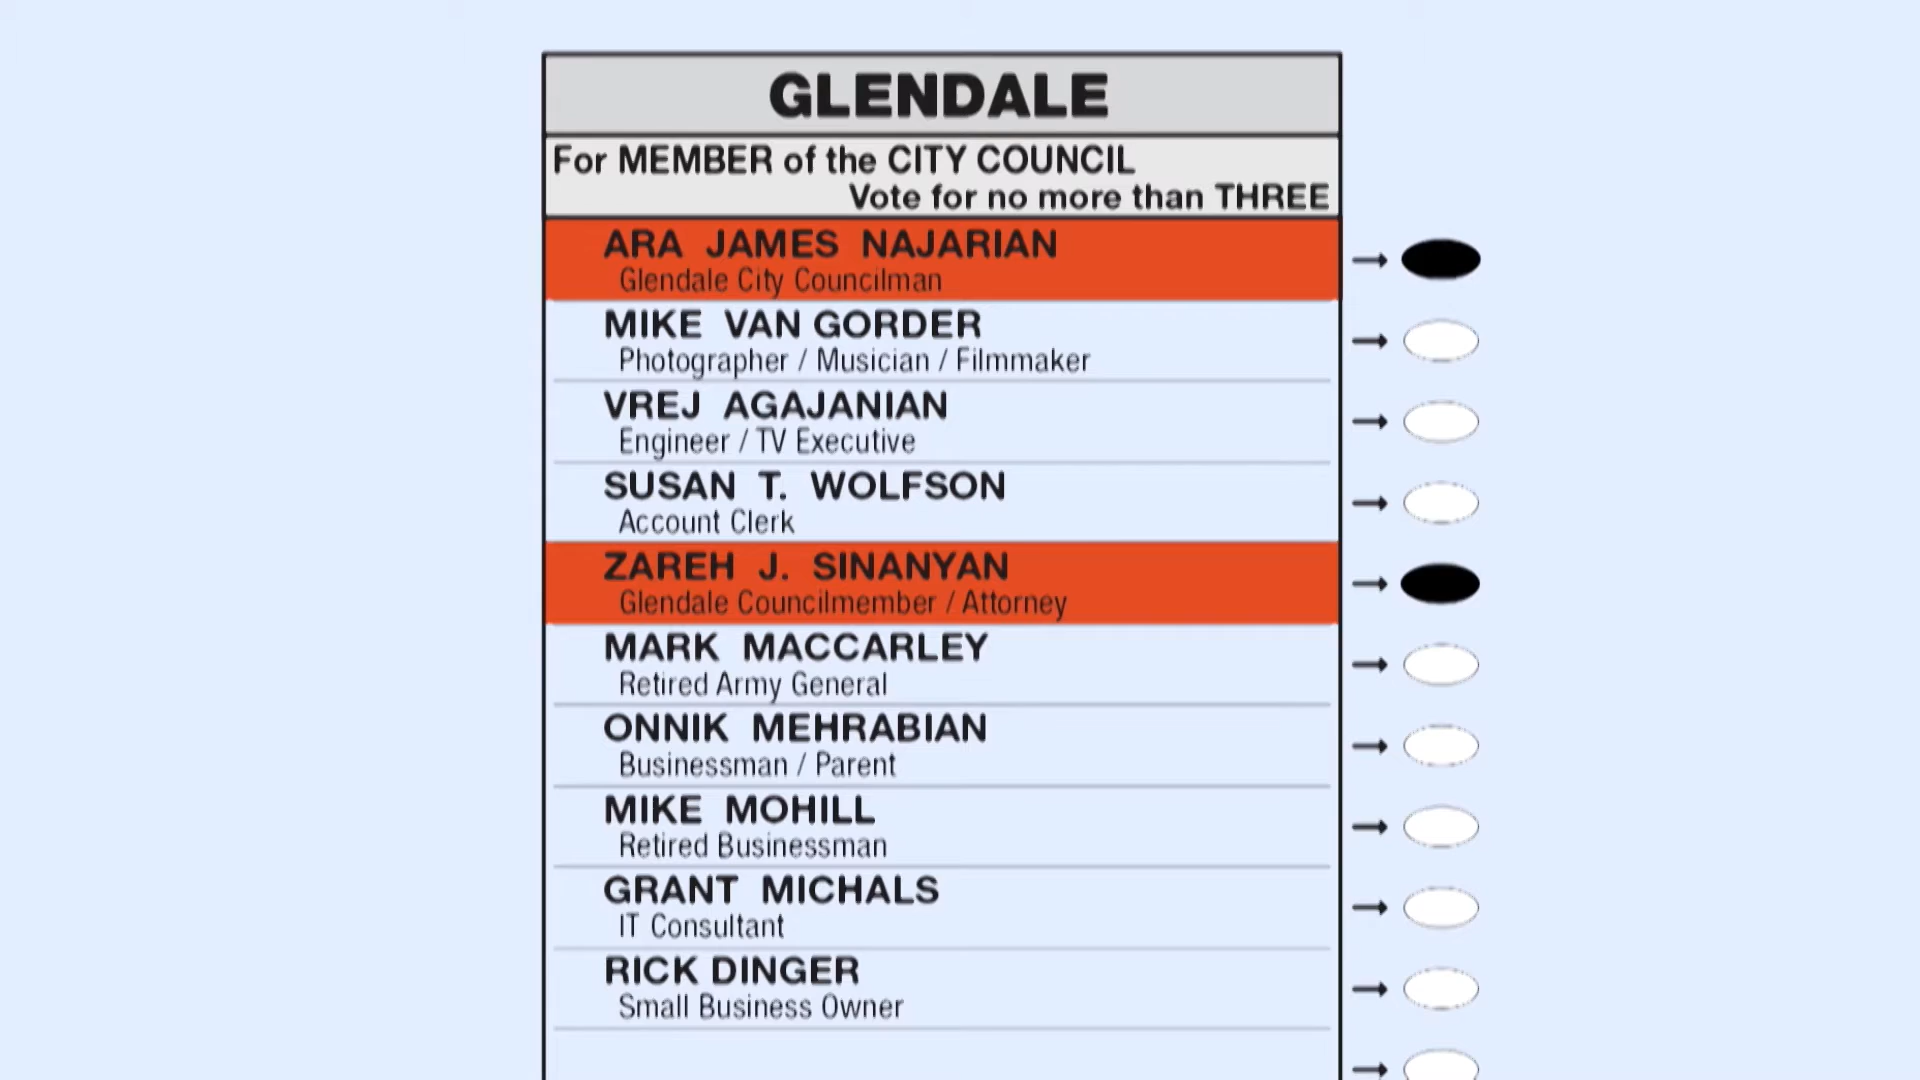 GLENDALE
For MEMBER of the CITY COUNCIL
Vote for no more than THREE
ARA JAMES NAJARIAN
Glendale City Councilman
MIKE VAN GORDER
Photographer / Musician / Filmmaker
VREJ AGAJANIAN
Engineer / TV Executive
SUSAN T. WOLFSON
Account Clerk
ZAREH J. SINANYAN
Glendale Councilmember / Attorney
MARK MACCARLEY
Retired Army General
ONNIK MEHRABIAN
Businessman / Parent
MIKE MOHILL
Retired Businessman
GRANT MICHALS
IT Consultant
RICK DINGER
Small Business Owner